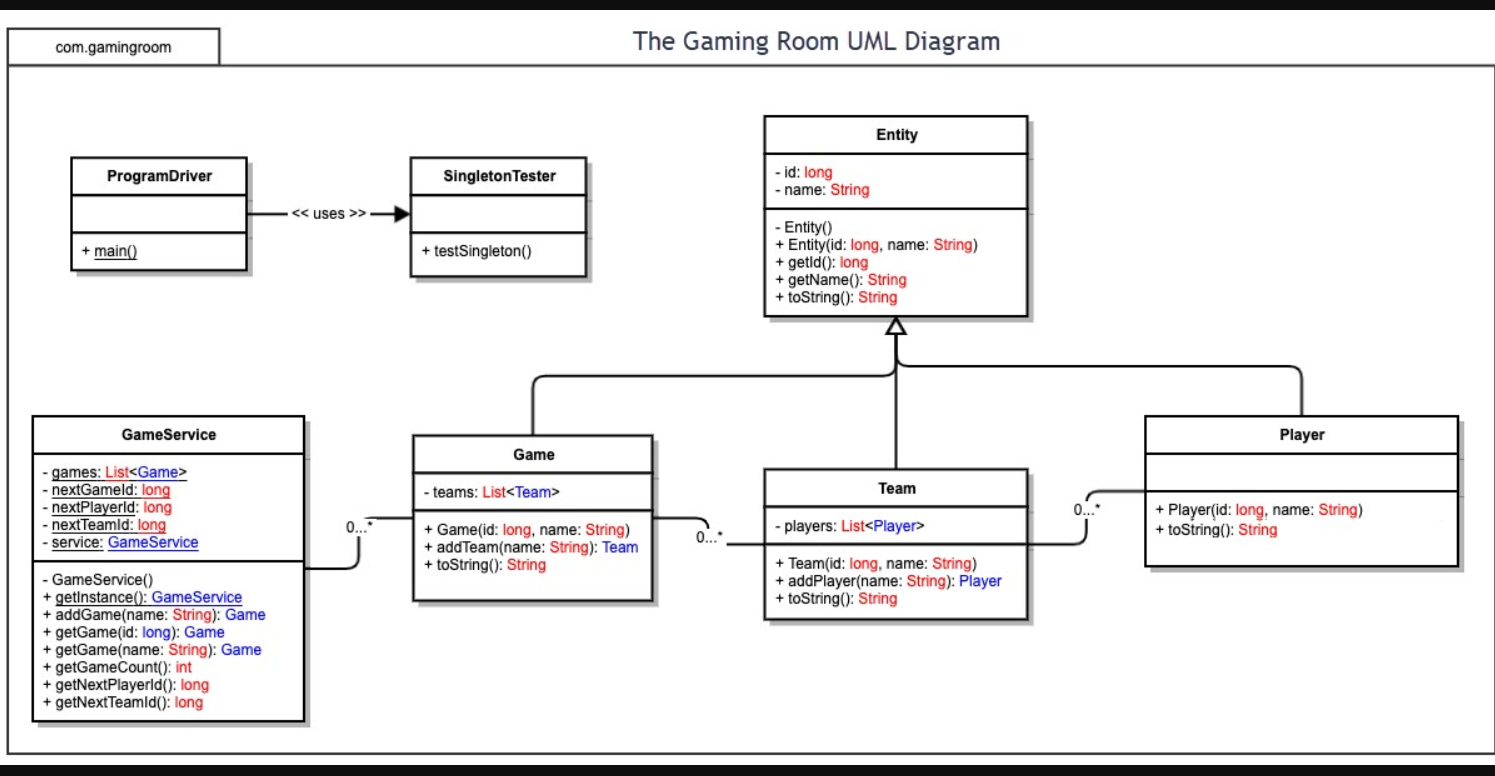 com.gamingroom
The Gaming Room UML Diagram
ProgramDriver
+ main()
<< uses >>
SingletonTester
+ testSingleton()
Entity
- id: long
- name: String
- Entity()
+ Entity(id: long, name: String)
+ getId(): long
+ getName(): String
+ toString(): String
GameService
- games: List<Game>
- nextGameId: long
- nextPlayerId: long
- nextTeamId: long
- service: GameService
- GameService()
+ getInstance(): GameService
+ addGame(name: String): Game
+ getGame(id: long): Game
+ getGame(name: String): Game
+ getGameCount(): int
+ getNextPlayerId(): long
+ getNextTeamId(): long
0...*
Game
- teams: List<Team>
+ Game(id: long, name: String)
+ addTeam(name: String): Team
+ toString(): String
0...*
Team
- players: List<Player>
+ Team(id: long, name: String)
+ addPlayer(name: String): Player
+ toString(): String
0...*
Player
+ Player(id: long, name: String)
+ toString(): String